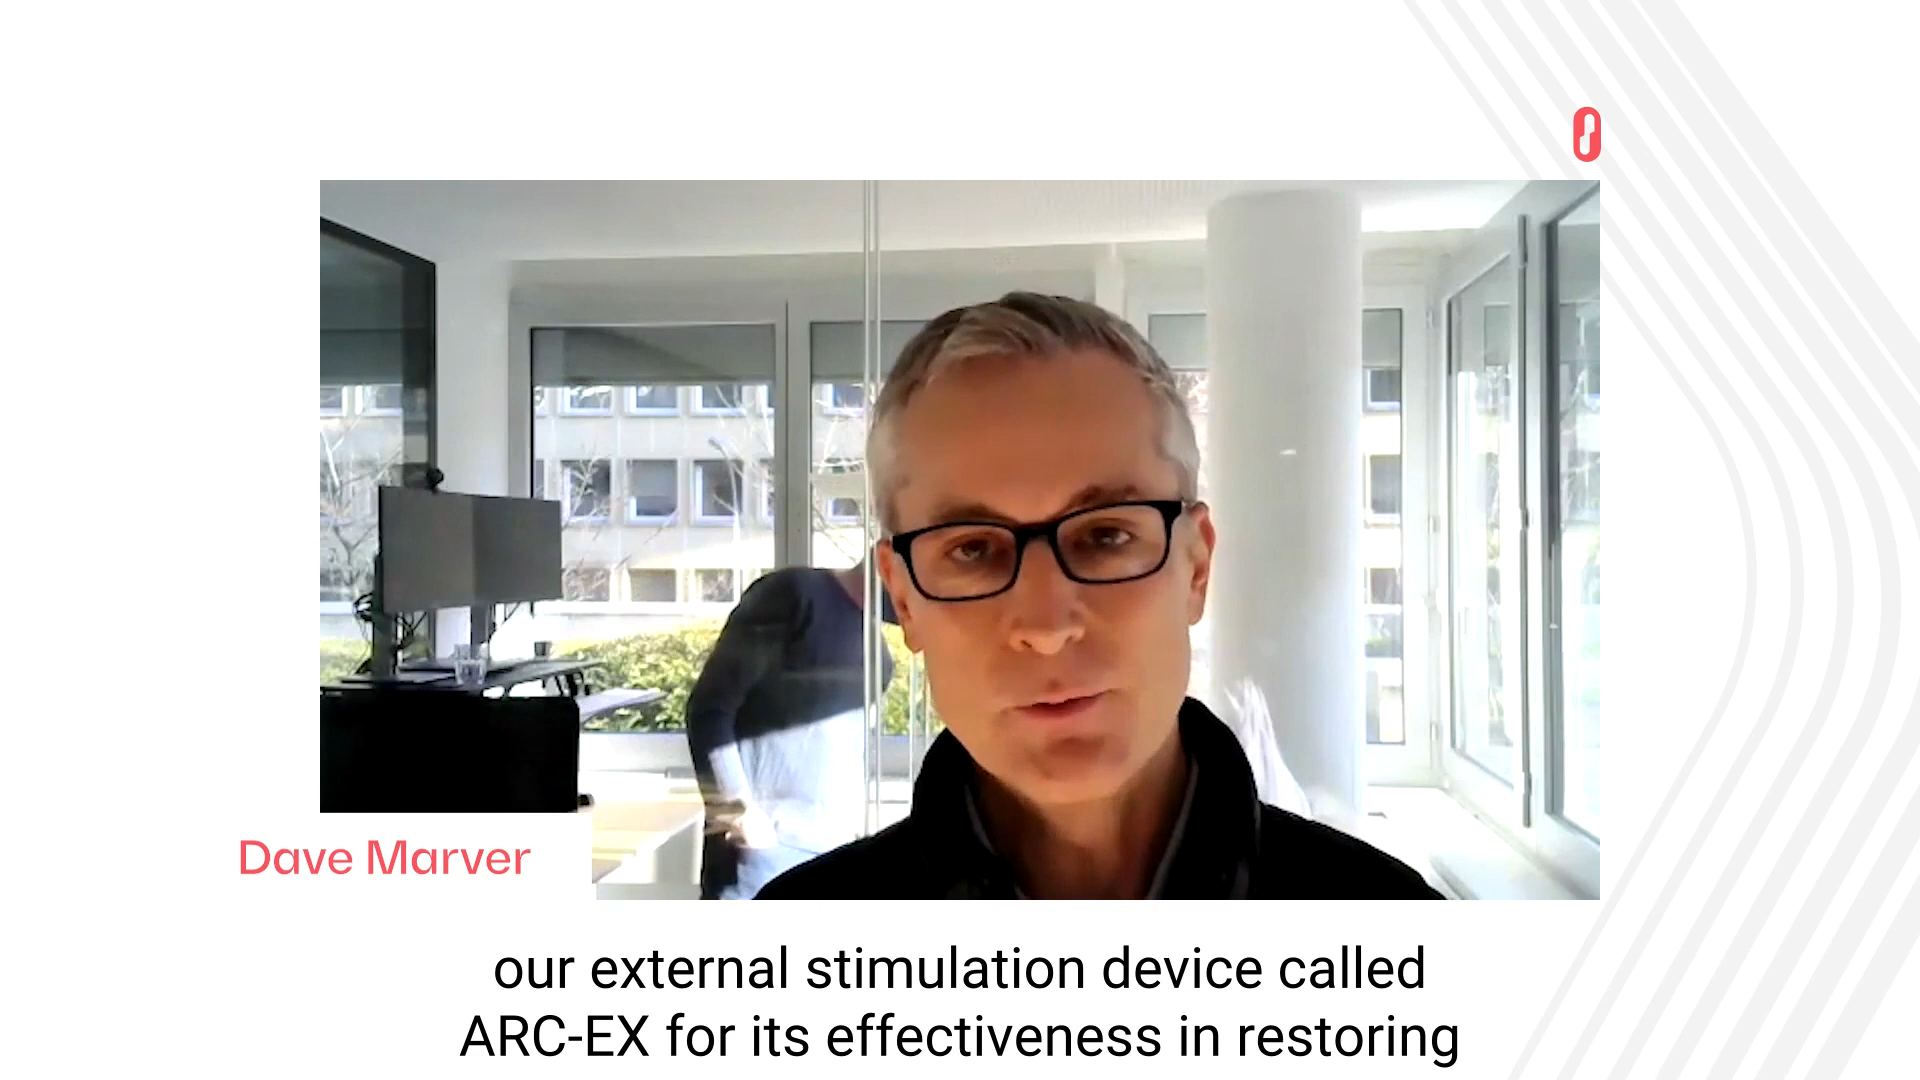 Dave Marver
our external stimulation device called
ARC-EX for its effectiveness in restoring